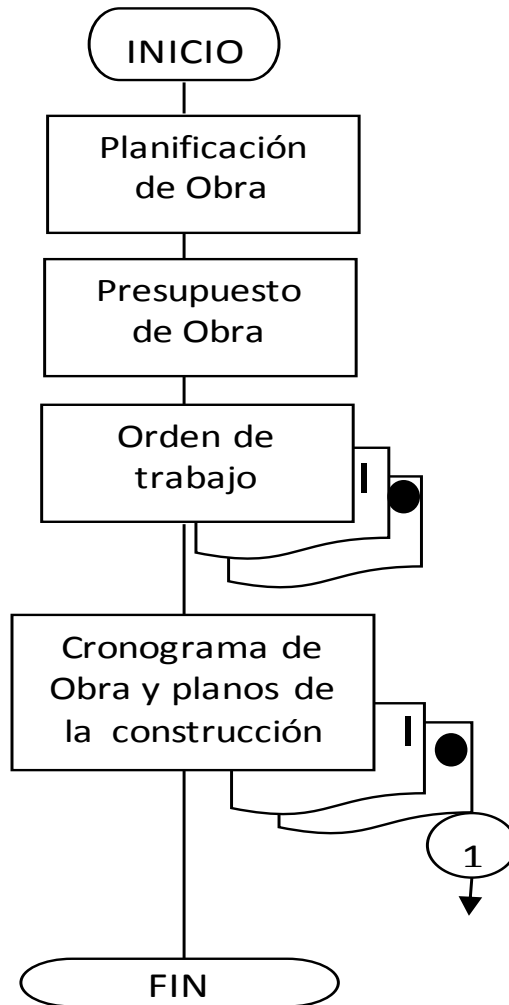 INICIO
Planificación
de Obra
Presupuesto
de Obra
Orden de
trabajo
I
Cronograma de
Obra y planos de
la construcción
I
1
FIN